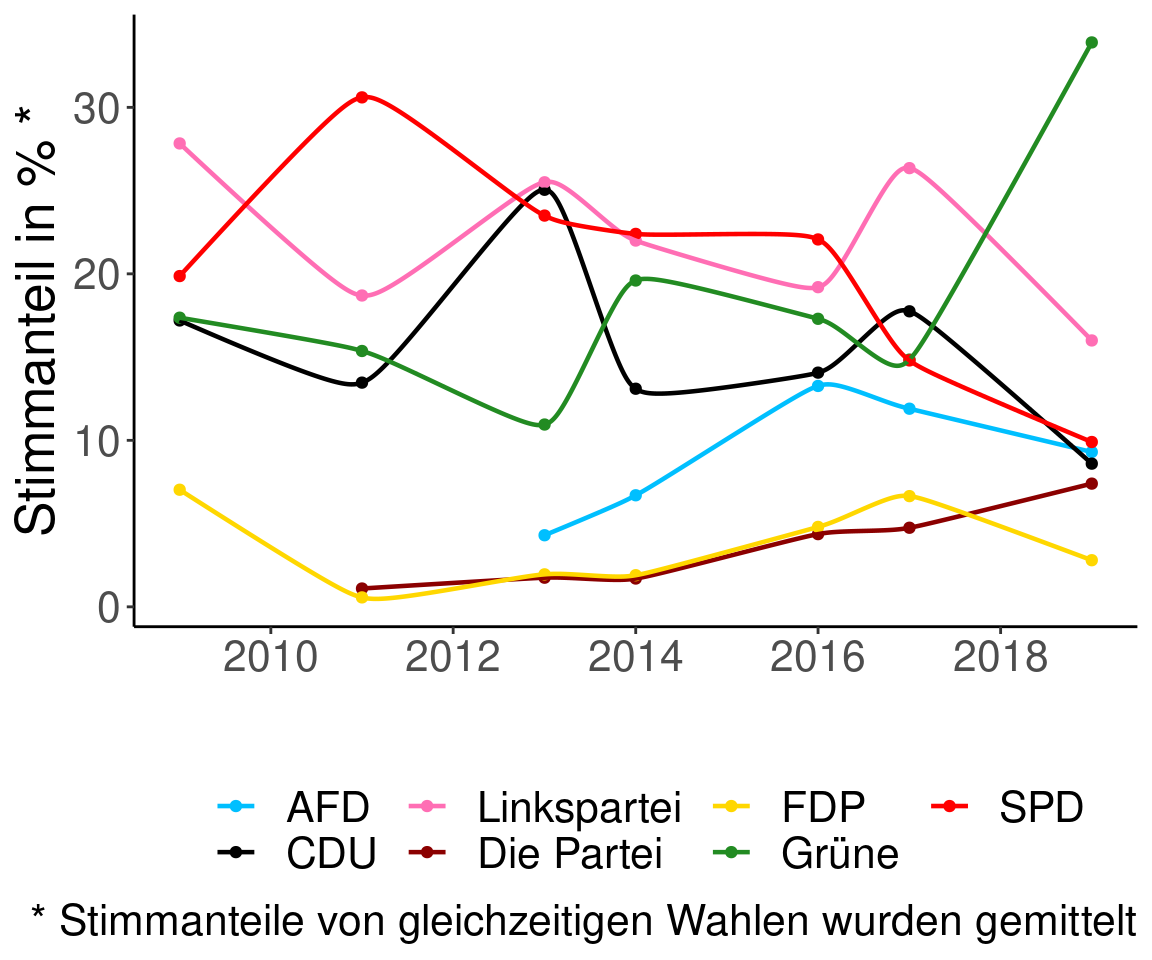 Stimmanteil in % *
30
20
10
0
2010 2012 2014 2016 2018
AFD Linkspartei FDP SPD
CDU Die Partei Grüne
* Stimmanteile von gleichzeitigen Wahlen wurden gemittelt